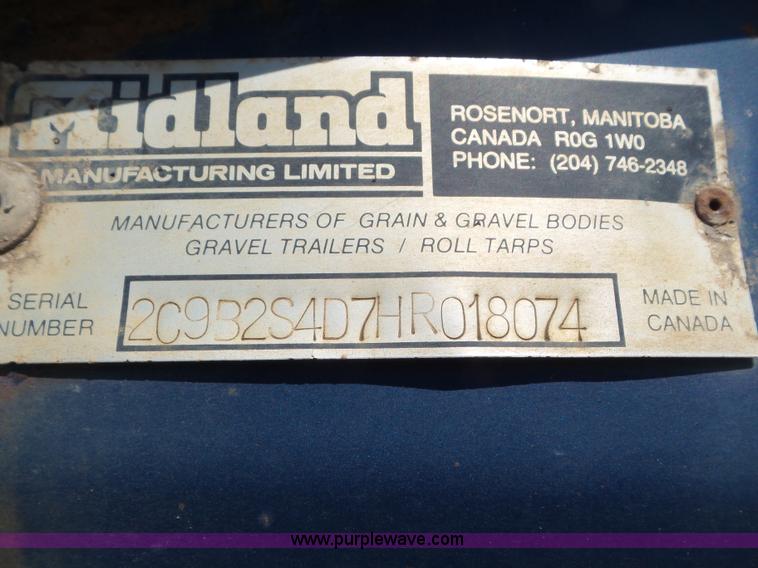 Midland
MANUFACTURING LIMITED
ROSENORT, MANITOBA
CANADA R0G 1W0
PHONE: (204) 746-2348
MANUFACTURERS OF GRAIN & GRAVEL BODIES
GRAVEL TRAILERS / ROLL TARPS
SERIAL NUMBER
2C9B2S4D7HR018074
MADE IN CANADA
www.purplewave.com